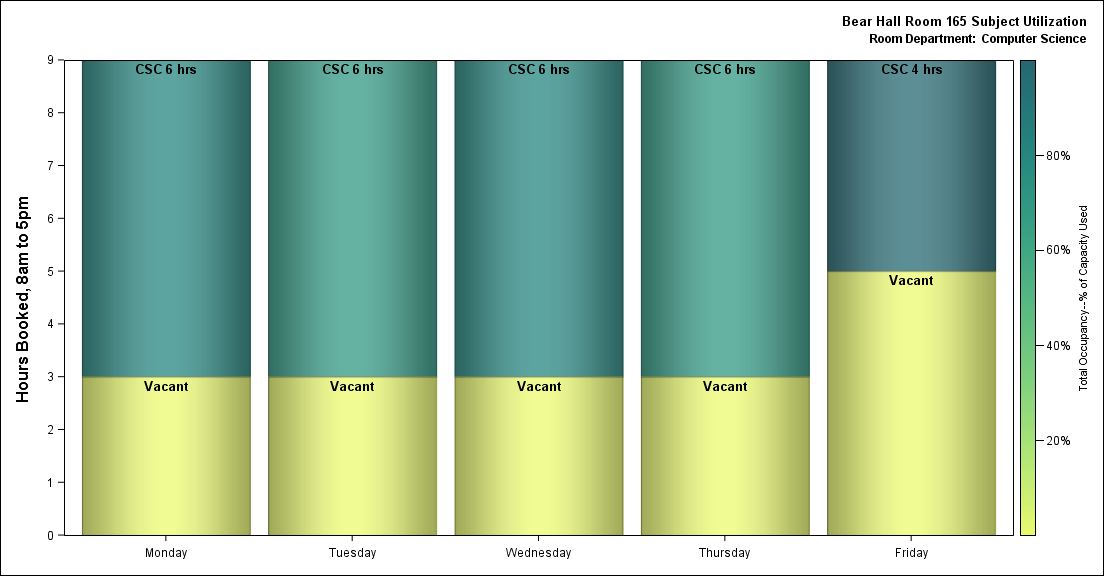 Bear Hall Room 165 Subject Utilization
Room Department: Computer Science
Hours Booked, 8am to 5pm
9
8
7
6
5
4
3
2
1
0
CSC 6 hrs
CSC 6 hrs
CSC 6 hrs
CSC 6 hrs
CSC 4 hrs
Vacant
Vacant
Vacant
Vacant
Vacant
Monday
Tuesday
Wednesday
Thursday
Friday
80%
60%
40%
20%
Total Occupancy--% of Capacity Used